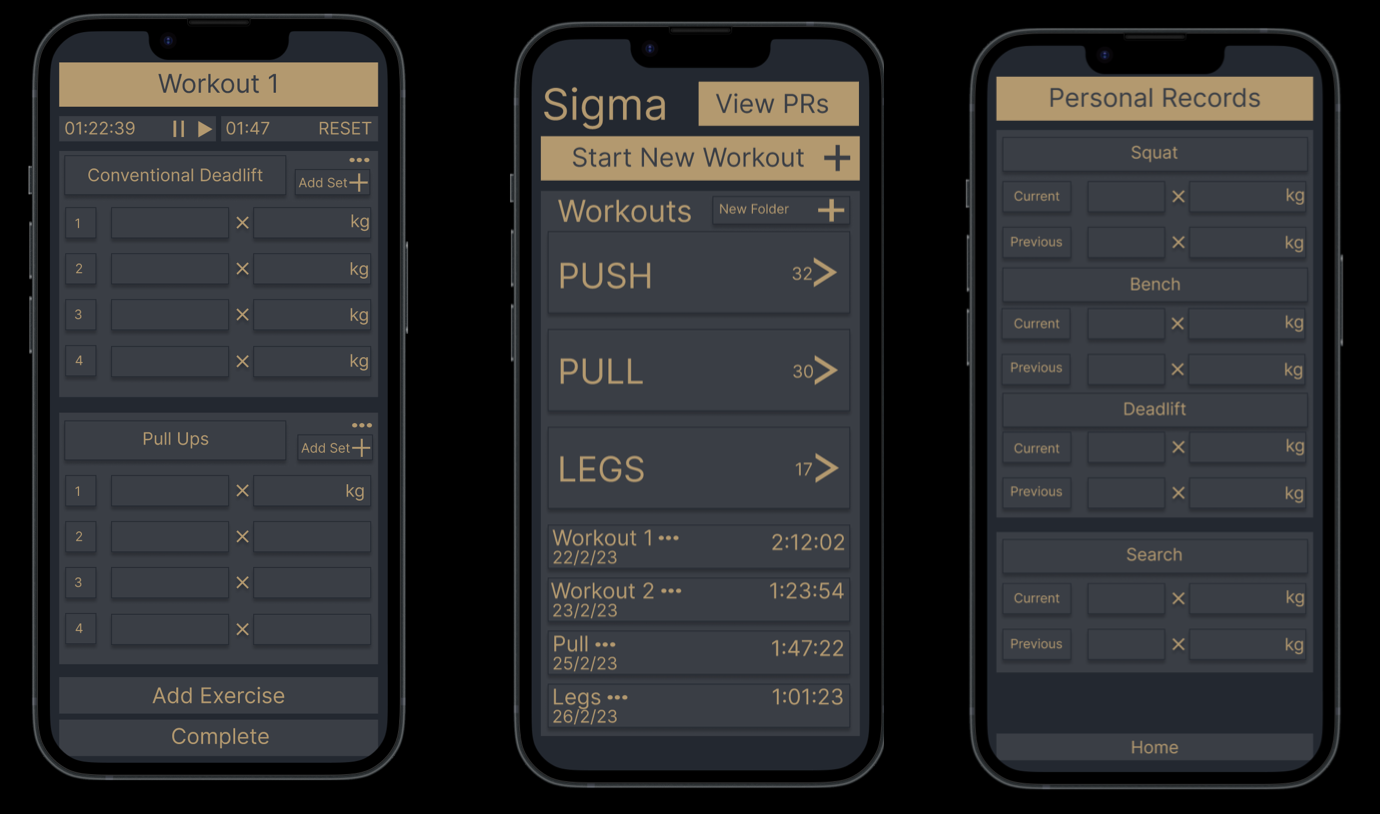 Workout 1
01:22:39 01:47 RESET
Conventional Deadlift
Add Set
1 × kg
2 × kg
3 × kg
4 × kg
Pull Ups
Add Set
1 × kg
2 ×
3 ×
4 ×
Add Exercise
Complete
Sigma
View PRs
Start New Workout +
Workouts
New Folder +
PUSH 32 >
PULL 30 >
LEGS 17 >
Workout 1 ••• 2:12:02
22/2/23
Workout 2 ••• 1:23:54
23/2/23
Pull ••• 1:47:22
25/2/23
Legs ••• 1:01:23
26/2/23
Personal Records
Squat
Current × kg
Previous × kg
Bench
Current × kg
Previous × kg
Deadlift
Current × kg
Previous × kg
Search
Current × kg
Previous × kg
Home